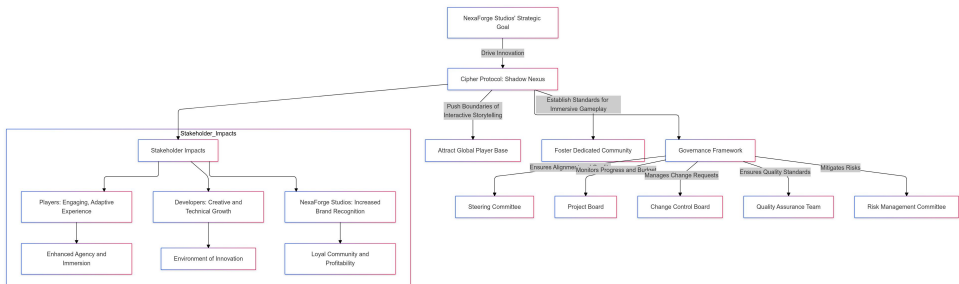 NexaForge Studios' Strategic
Goal
Drive Innovation
Cipher Protocol: Shadow Nexus
Push Boundaries of
Interactive Storytelling
Establish Standards for
Immersive Gameplay
Stakeholder_Impacts
Stakeholder Impacts
Attract Global Player Base
Foster Dedicated Community
Governance Framework
Ensures Alignment
Monitors Progress and Budget
Manages Change Requests
Ensures Quality Standards
Mitigates Risks
Players: Engaging, Adaptive
Experience
Developers: Creative and
Technical Growth
NexaForge Studios: Increased
Brand Recognition
Steering Committee
Project Board
Change Control Board
Quality Assurance Team
Risk Management Committee
Enhanced Agency and
Immersion
Environment of Innovation
Loyal Community and
Profitability